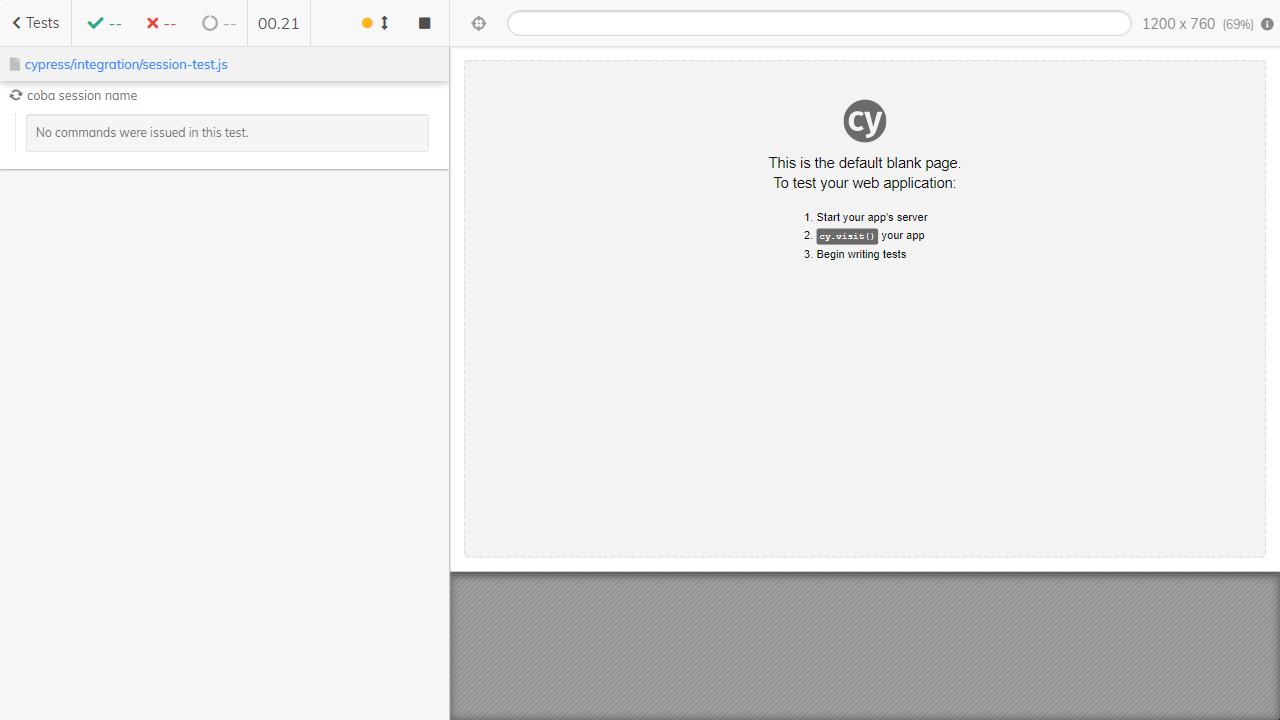 Tests
--
--
--
00.21
1200 x 760 (69%)
cypress/integration/session-test.js
coba session name
No commands were issued in this test.
cy
This is the default blank page.
To test your web application:
1. Start your app's server
2. cy.visit() your app
3. Begin writing tests